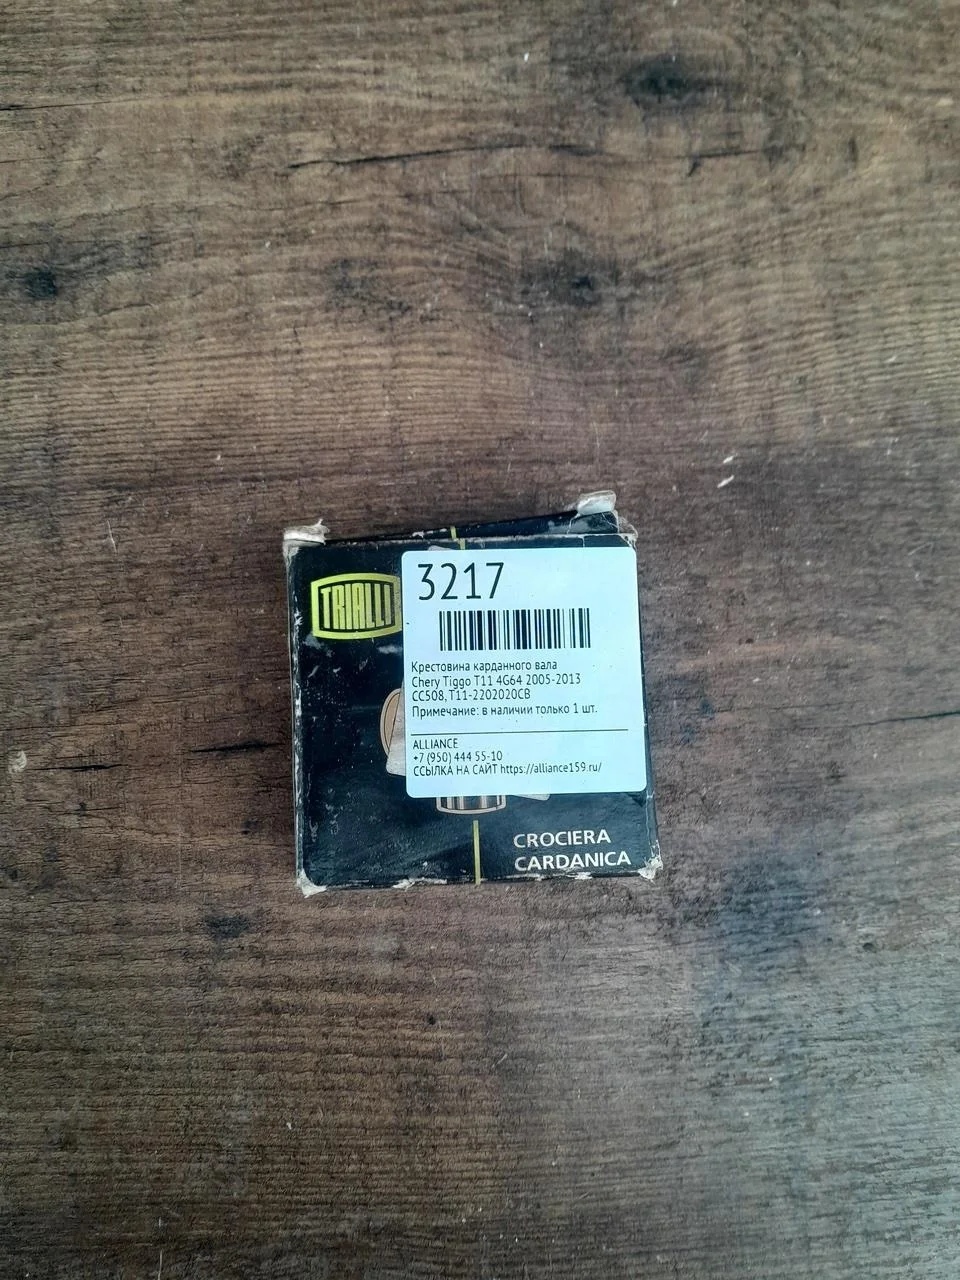 TRIALLI
3217
Крестовина карданного вала
Chery Tiggo T11 4G64 2005-2013
CC508, T11-2202020CB
Примечание: в наличии только 1 шт.
ALLIANCE
+7 (950) 444 55-10
ССЫЛКА НА САЙТ https://alliance159.ru/
CROCIERA
CARDANICA